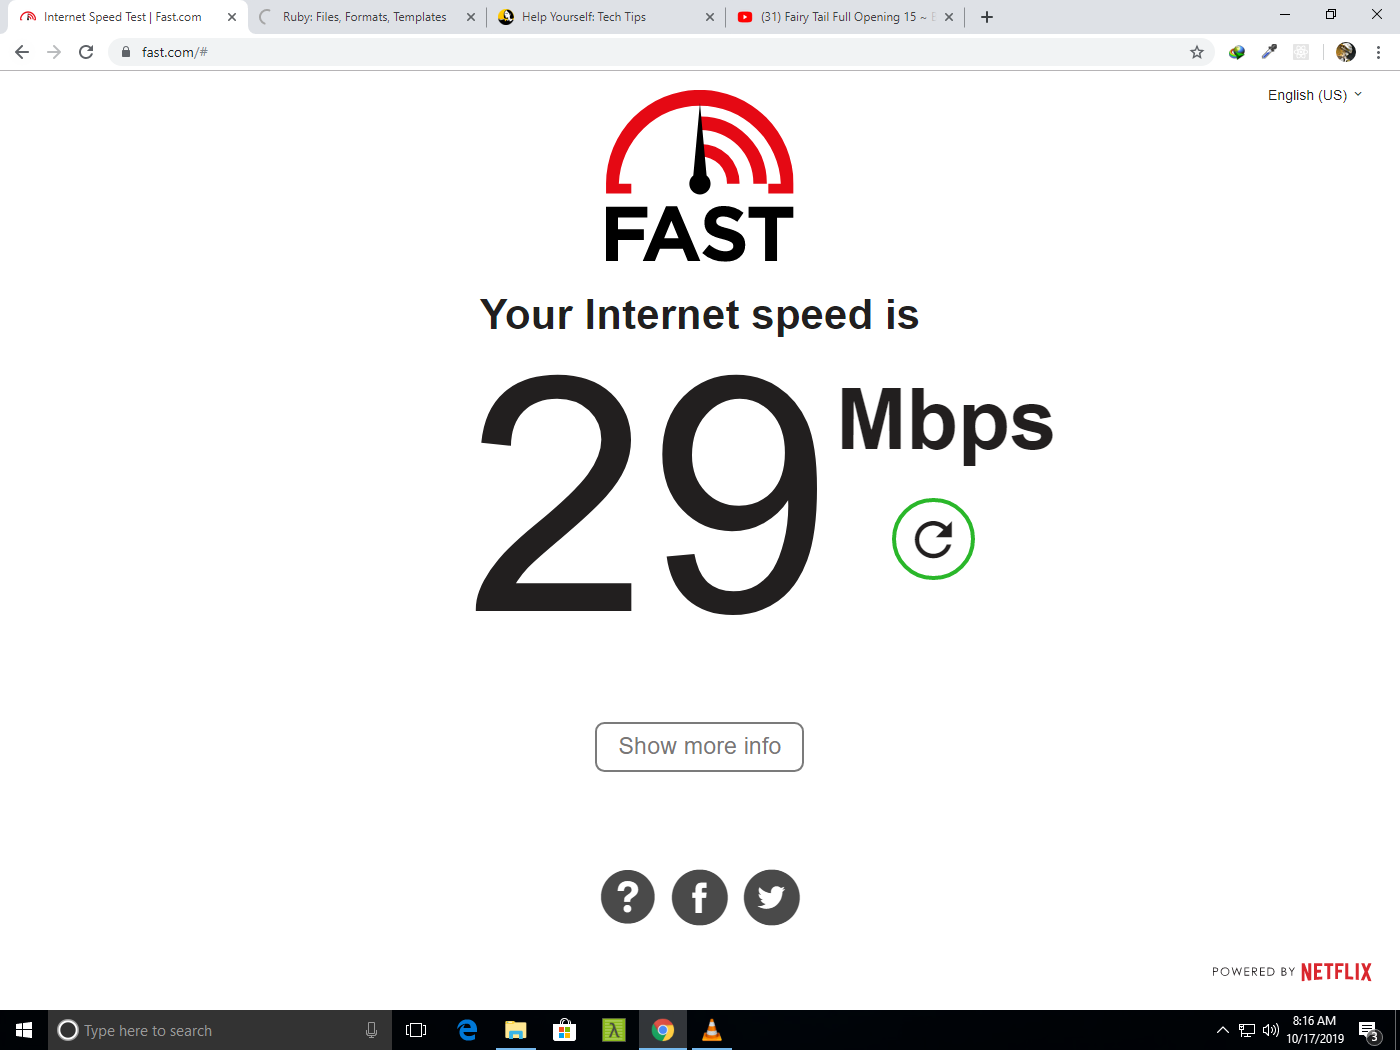 Internet Speed Test | Fast.com
Ruby: Files, Formats, Templates
Help Yourself: Tech Tips
(31) Fairy Tail Full Opening 15 ~
fast.com/#
English (US)
FAST
Your Internet speed is
29 Mbps
Show more info
POWERED BY NETFLIX
Type here to search
8:16 AM
10/17/2019
3